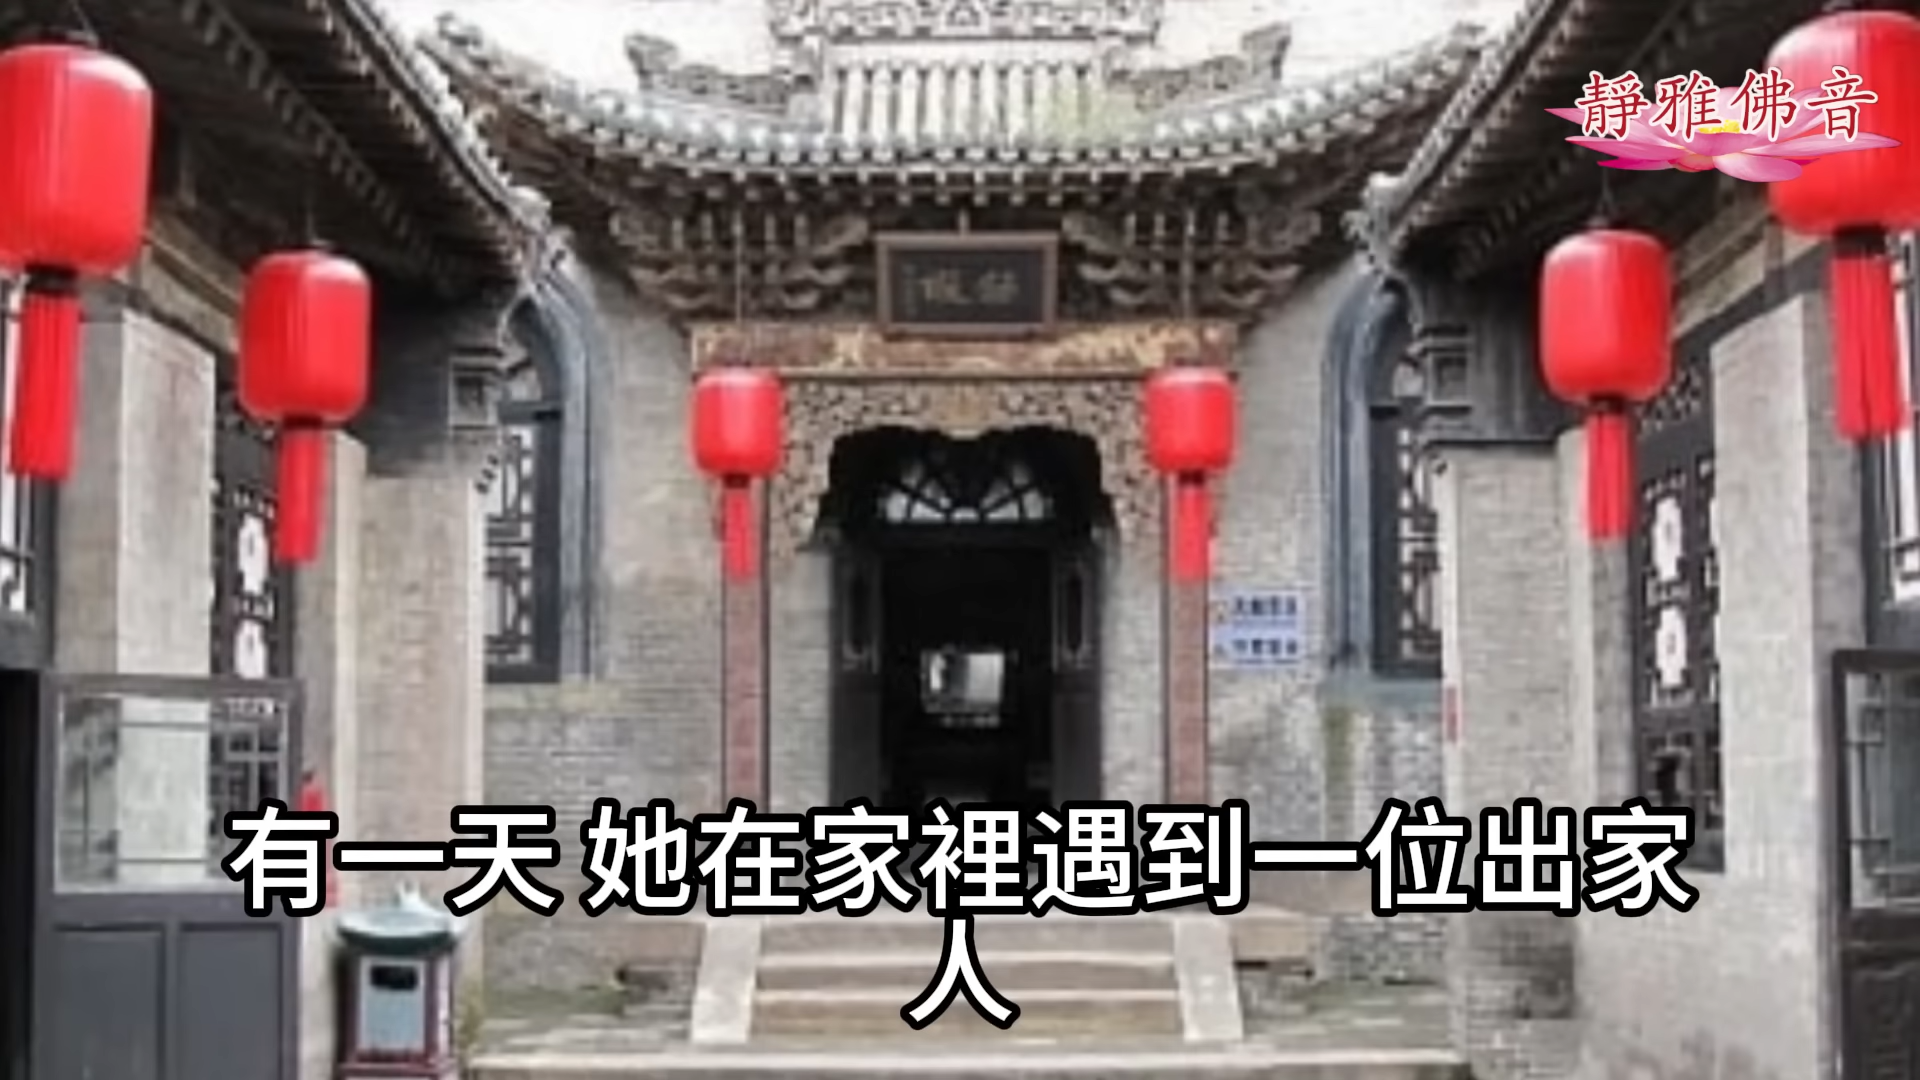 靜雅佛音
有一天 她在家裡遇到一位出家
人